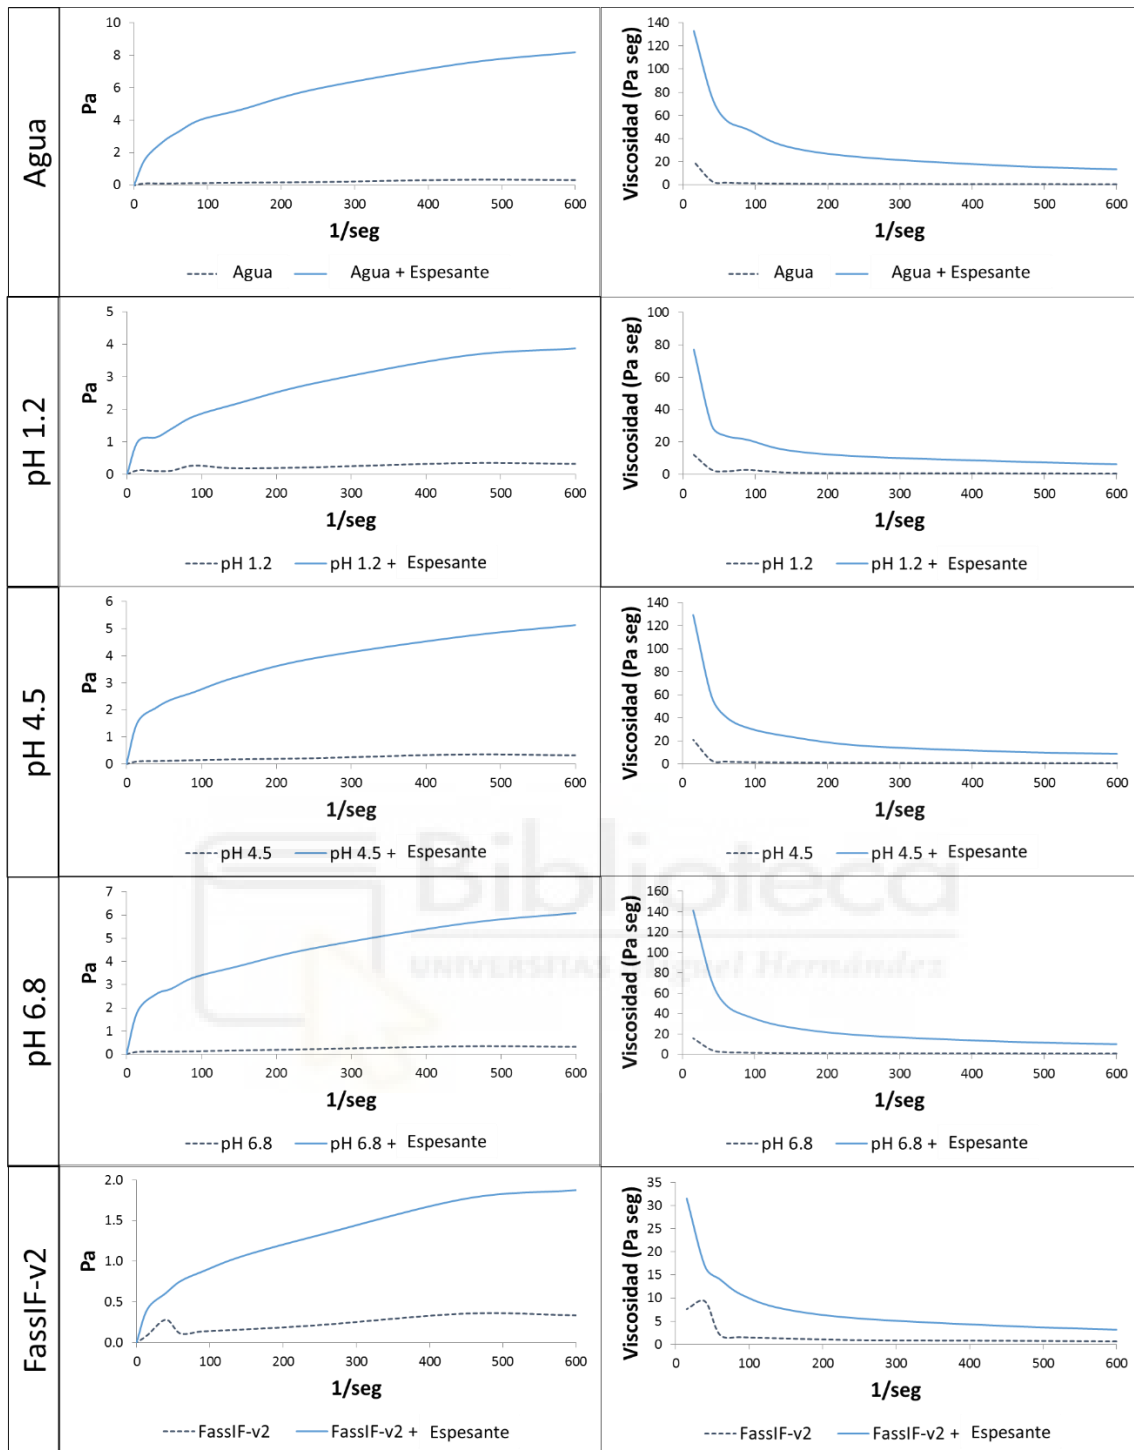 Agua
10
8
6
4
2
0
Pa
0 100 200 300 400 500 600
1/seg
Agua Agua + Espesante
140
120
100
80
60
40
20
0
Viscosidad (Pa seg)
0 100 200 300 400 500 600
1/seg
Agua Agua + Espesante
pH 1.2
5
4
3
2
1
0
Pa
0 100 200 300 400 500 600
1/seg
pH 1.2 pH 1.2 + Espesante
100
80
60
40
20
0
Viscosidad (Pa seg)
0 100 200 300 400 500 600
1/seg
pH 1.2 pH 1.2 + Espesante
pH 4.5
6
5
4
3
2
1
0
Pa
0 100 200 300 400 500 600
1/seg
pH 4.5 pH 4.5 + Espesante
140
120
100
80
60
40
20
0
Viscosidad (Pa seg)
0 100 200 300 400 500 600
1/seg
pH 4.5 pH 4.5 + Espesante
Biblioteca
UNIVERSITAS Miguel Hernández
pH 6.8
7
6
5
4
3
2
1
0
Pa
0 100 200 300 400 500 600
1/seg
pH 6.8 pH 6.8 + Espesante
160
140
120
100
80
60
40
20
0
Viscosidad (Pa seg)
0 100 200 300 400 500 600
1/seg
pH 6.8 pH 6.8 + Espesante
FassIF-v2
2.0
1.5
1.0
0.5
0.0
Pa
0 100 200 300 400 500 600
1/seg
FassIF-v2 FassIF-v2 + Espesante
35
30
25
20
15
10
5
0
Viscosidad (Pa seg)
0 100 200 300 400 500 600
1/seg
FassIF-v2 FassIF-v2 + Espesante